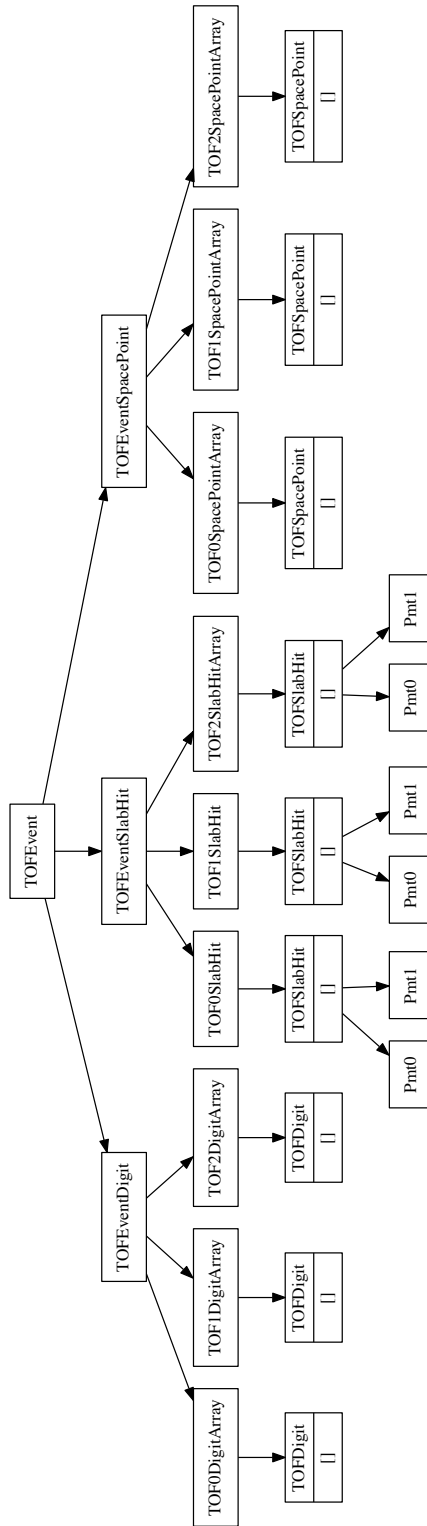 TOFEvent
TOFEventDigit
TOFEventSlabHit
TOFEventSpacePoint
TOF0DigitArray
TOF1DigitArray
TOF2DigitArray
TOF0SlabHit
TOF1SlabHit
TOF2SlabHitArray
TOF0SpacePointArray
TOF1SpacePointArray
TOF2SpacePointArray
TOFDigit
[]
TOFDigit
[]
TOFDigit
[]
TOFSlabHit
[]
TOFSlabHit
[]
TOFSlabHit
[]
TOFSpacePoint
[]
TOFSpacePoint
[]
TOFSpacePoint
[]
Pmt0
Pmt1
Pmt0
Pmt1
Pmt0
Pmt1